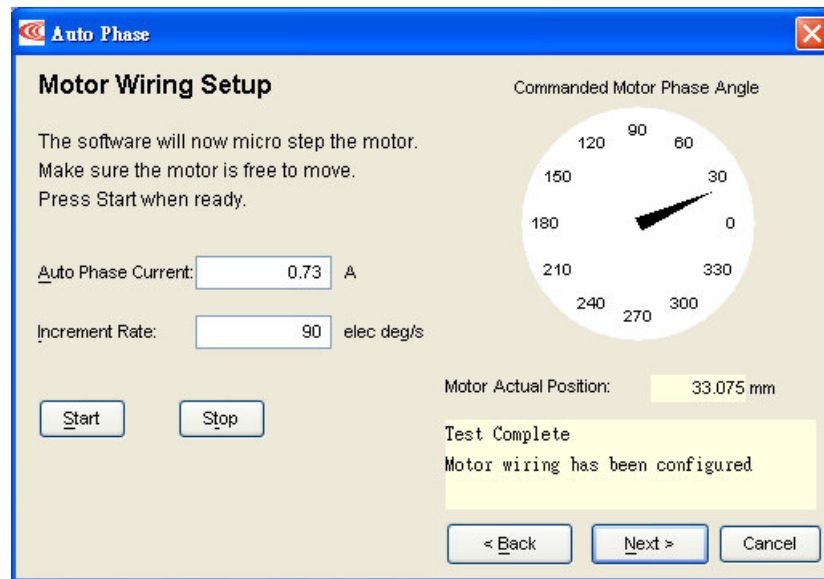 Auto Phase
Motor Wiring Setup
The software will now micro step the motor.
Make sure the motor is free to move.
Press Start when ready.
Auto Phase Current: 0.73 A
Increment Rate: 90 elec deg/s
Start Stop
Commanded Motor Phase Angle
90
120 60
150 30
180 0
210 330
240 300
270
Motor Actual Position: 33.075 mm
Test Complete
Motor wiring has been configured
< Back Next > Cancel